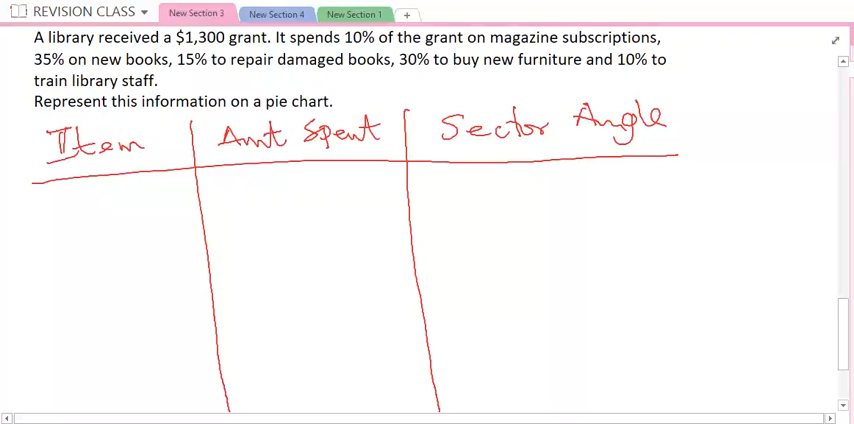 REVISION CLASS
New Section 3
New Section 4
New Section 1
A library received a $1,300 grant. It spends 10% of the grant on magazine subscriptions,
35% on new books, 15% to repair damaged books, 30% to buy new furniture and 10% to
train library staff.
Represent this information on a pie chart.
Item Amt Spent Sector Angle